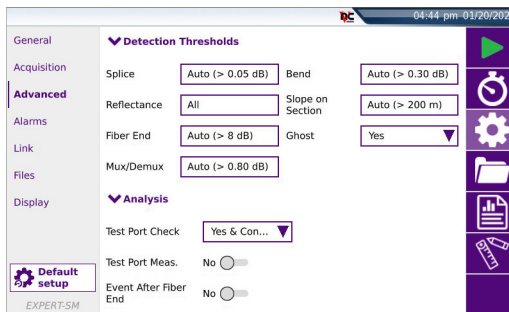 04:44 pm 01/20/202
General
Acquisition
Advanced
Alarms
Link
Files
Display
Default
setup
EXPERT-SM
Detection Thresholds
Splice Auto (> 0.05 dB) Bend Auto (> 0.30 dB)
Reflectance All Slope on
Section Auto (> 200 m)
Fiber End Auto (> 8 dB) Ghost Yes
Mux/Demux Auto (> 0.80 dB)
Analysis
Test Port Check Yes & Con...
Test Port Meas. No
Event After Fiber
End No